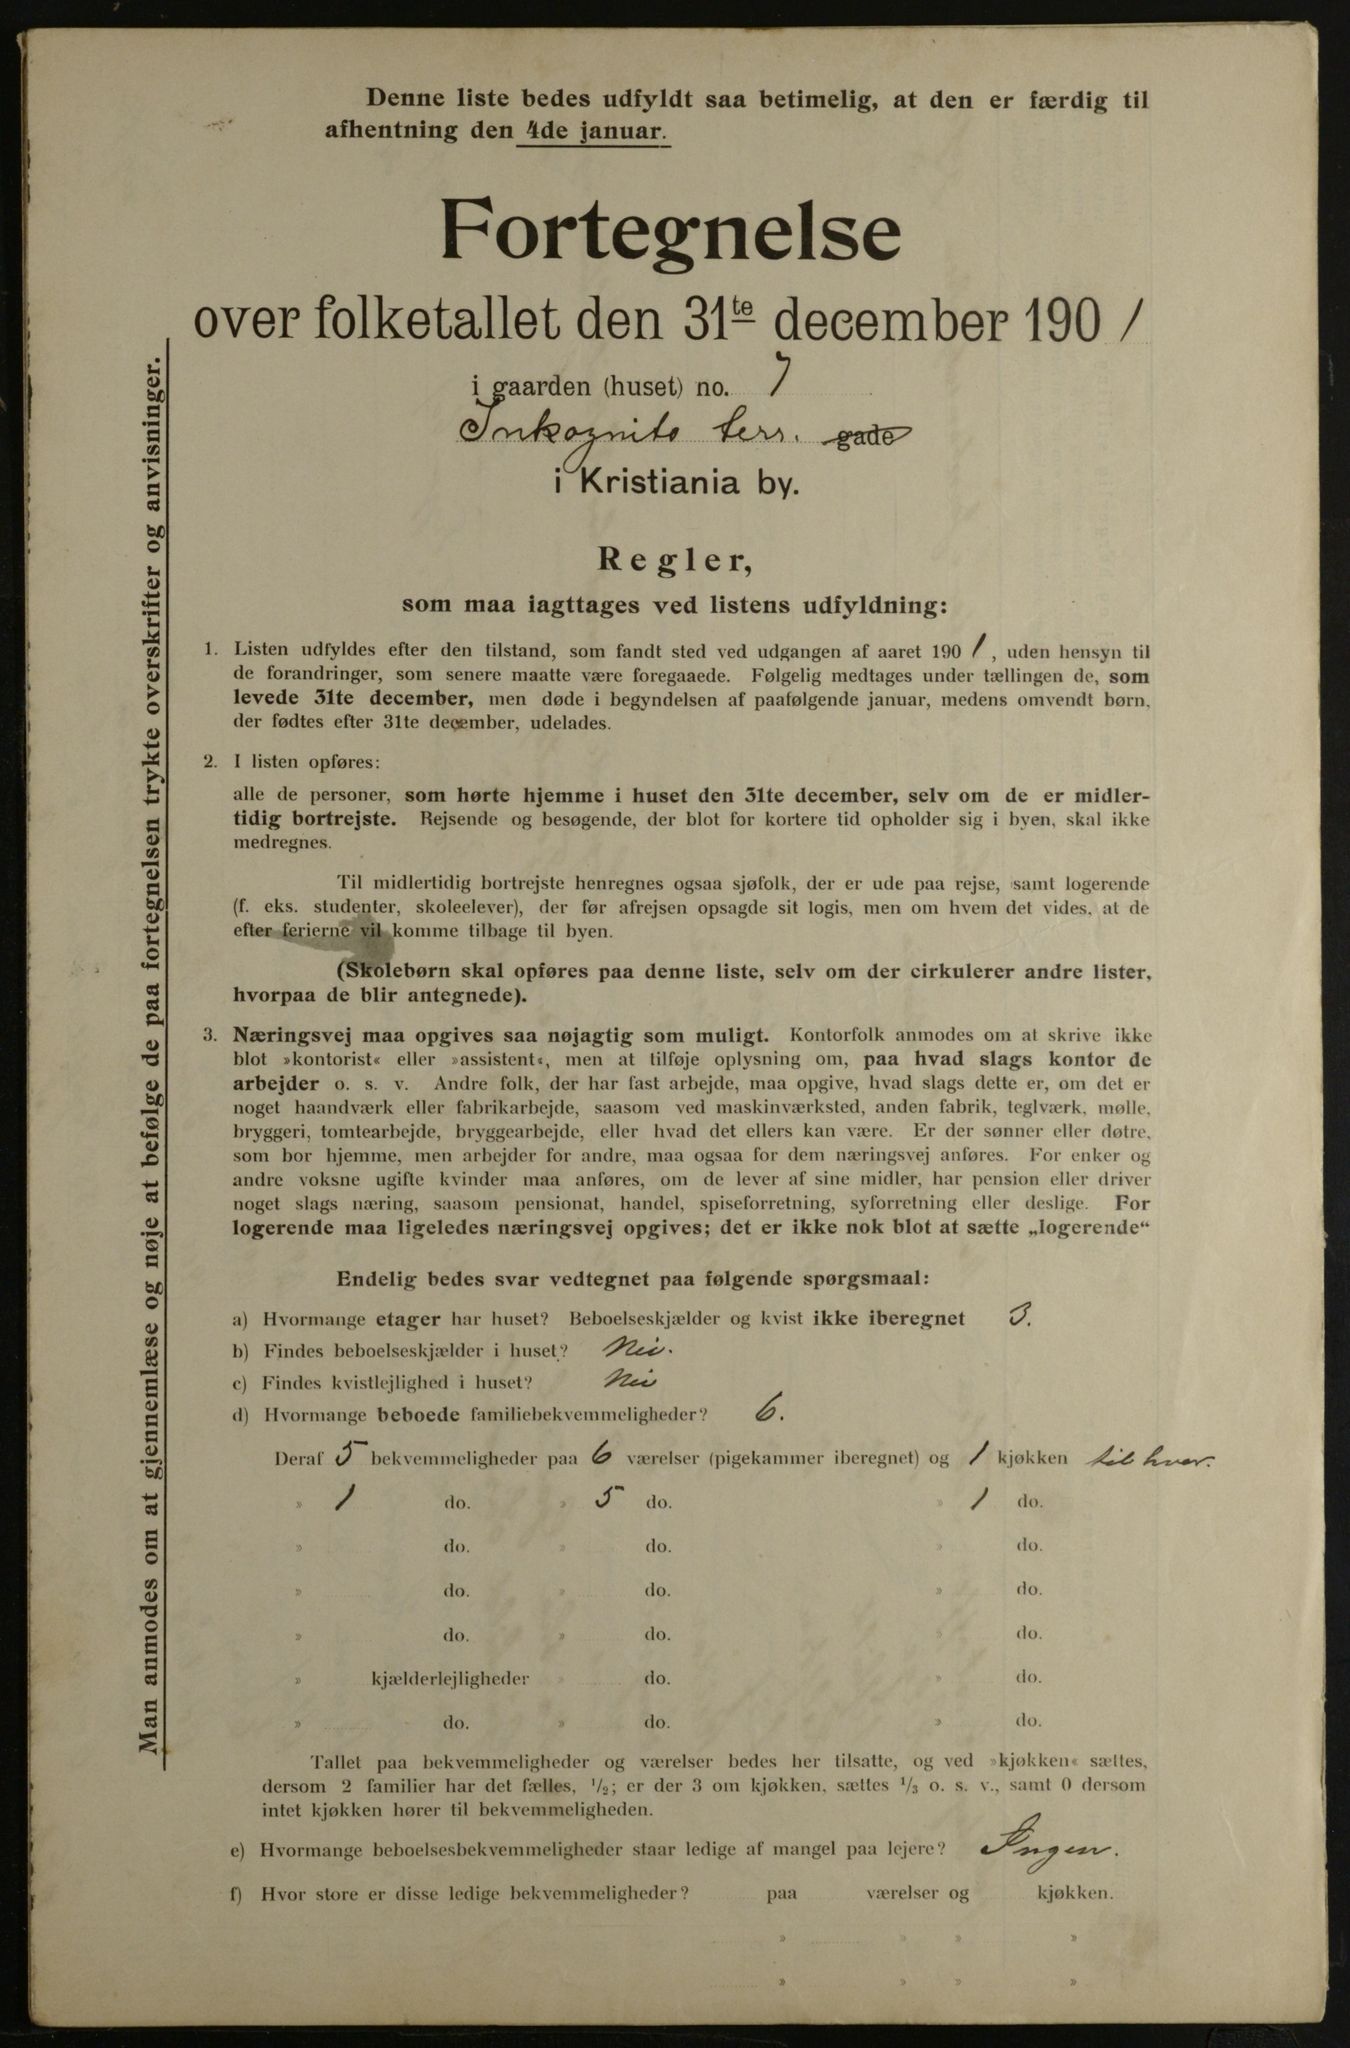 Denne liste bedes udfyldt saa betimelig, at den er færdig til
afhentning den 4de januar.
Fortegnelse
over folketallet den 31te december 1901
i gaarden (huset) no. 7
Inkognito terr. gade
i Kristiania by.
Regler,
som maa iagttages ved listens udfyldning:
1. Listen udfyldes efter den tilstand, som fandt sted ved udgangen af aaret 1901, uden hensyn til
de forandringer, som senere maatte være foregaaede. Følgelig medtages under tællingen de, som
levede 31te december, men døde i begyndelsen af paafølgende januar, medens omvendt børn,
der fødtes efter 31te december, udelades.
2. I listen opføres:
alle de personer, som hørte hjemme i huset den 31te december, selv om de er midler-
tidig bortrejste. Rejsende og besøgende, der blot for kortere tid opholder sig i byen, skal ikke
medregnes.
Til midlertidig bortrejste henregnes ogsaa sjøfolk, der er ude paa rejse, samt logerende
(f. eks. studenter, skoleelever), der før afrejsen opsagde sit logis, men om hvem det vides, at de
efter ferierne vil komme tilbage til byen.
(Skolebørn skal opføres paa denne liste, selv om der cirkulerer andre lister,
hvorpaa de blir antegnede).
3. Næringsvej maa opgives saa nøjagtig som muligt. Kontorfolk anmodes om at skrive ikke
blot »kontorist« eller »assistent«, men at tilføje oplysning om, paa hvad slags kontor de
arbejder o. s. v. Andre folk, der har fast arbejde, maa opgive, hvad slags dette er, om det er
noget haandværk eller fabrikarbejde, saasom ved maskinværksted, anden fabrik, teglværk, mølle,
bryggeri, tomtearbejde, bryggearbejde, eller hvad det ellers kan være. Er der sønner eller døtre,
som bor hjemme, men arbejder for andre, maa ogsaa for dem næringsvej anføres. For enker og
andre voksne ugifte kvinder maa anføres, om de lever af sine midler, har pension eller driver
noget slags næring, saasom pensionat, handel, spiseforretning, syforretning eller deslige. For
logerende maa ligeledes næringsvej opgives; det er ikke nok blot at sætte „logerende“
Endelig bedes svar vedtegnet paa følgende spørgsmaal:
a) Hvormange etager har huset? Beboelseskjælder og kvist ikke iberegnet 3.
b) Findes beboelseskjælder i huset? Nei.
c) Findes kvistlejlighed i huset? Nei
d) Hvormange beboede familiebekvemmeligheder? 6.
Deraf 5 bekvemmeligheder paa 6 værelser (pigekammer iberegnet) og 1 kjøkken til hver.
» 1 do. » 5 do. » 1 do.
» do. » do. » do.
» do. » do. » do.
» do. » do. » do.
» kjælderlejligheder » do. » do.
» do. » do. » do.
Tallet paa bekvemmeligheder og værelser bedes her tilsatte, og ved »kjøkken« sættes,
dersom 2 familier har det fælles, 1/2; er der 3 om kjøkken, sættes 1/3 o. s. v., samt 0 dersom
intet kjøkken hører til bekvemmeligheden.
e) Hvormange beboelsesbekvemmeligheder staar ledige af mangel paa lejere? Ingen.
f) Hvor store er disse ledige bekvemmeligheder? paa værelser og kjøkken.
» » » »
» » » »
Man anmodes om at gjennemlæse og nøje at befølge de paa fortegnelsen trykte overskrifter og anvisninger.